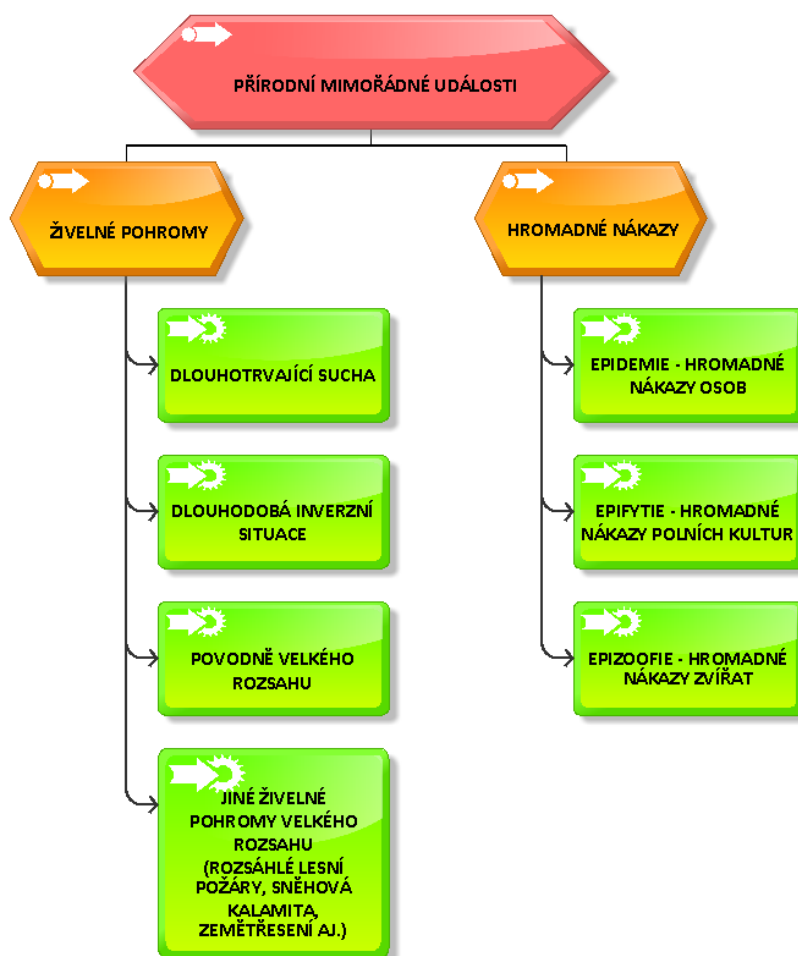 PŘÍRODNÍ MIMOŘÁDNÉ UDÁLOSTI
ŽIVELNÉ POHROMY
HROMADNÉ NÁKAZY
DLOUHOTRVAJÍCÍ SUCHA
EPIDEMIE - HROMADNÉ
NÁKAZY OSOB
DLOUHODOBÁ INVERZNÍ
SITUACE
EPIFYTIE - HROMADNÉ
NÁKAZY POLNÍCH KULTUR
POVODNĚ VELKÉHO
ROZSAHU
EPIZOOFIE - HROMADNÉ
NÁKAZY ZVÍŘAT
JINÉ ŽIVELNÉ
POHROMY VELKÉHO
ROZSAHU
(ROZSÁHLÉ LESNÍ
POŽÁRY, SNĚHOVÁ
KALAMITA,
ZEMĚTŘESENÍ AJ.)